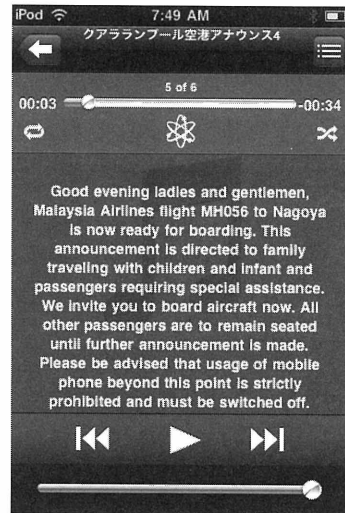 iPod 7:49 AM
クアラランプール空港アナウンス4
5 of 6
00:03 -00:34
Good evening ladies and gentlemen,
Malaysia Airlines flight MH056 to Nagoya
is now ready for boarding. This
announcement is directed to family
traveling with children and infant and
passengers requiring special assistance.
We invite you to board aircraft now. All
other passengers are to remain seated
until further announcement is made.
Please be advised that usage of mobile
phone beyond this point is strictly
prohibited and must be switched off.